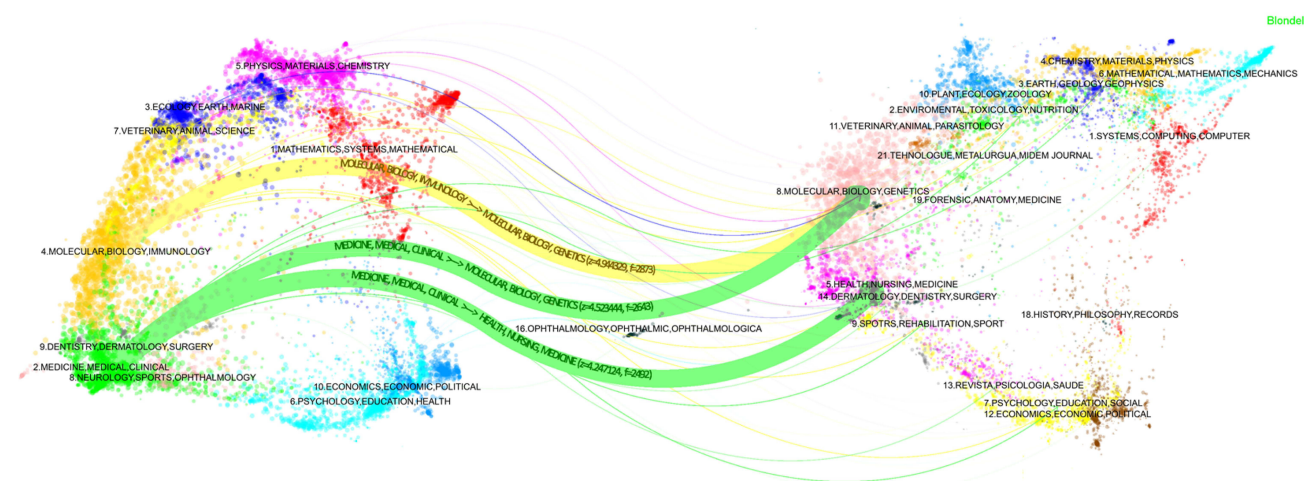 Blondel
5.PHYSICS,MATERIALS,CHEMISTRY
3.ECOLOGY,EARTH,MARINE
7.VETERINARY,ANIMAL,SCIENCE
1.MATHEMATICS,SYSTEMS,MATHEMATICAL
MOLECULAR, BIOLOGY, IMMUNOLOGY >--> MOLECULAR, BIOLOGY, GENETICS (z=4.944329, f=2873)
4.MOLECULAR,BIOLOGY,IMMUNOLOGY
MEDICINE, MEDICAL, CLINICAL >--> MOLECULAR, BIOLOGY, GENETICS (z=4.523444, f=2643)
MEDICINE, MEDICAL, CLINICAL >--> HEALTH, NURSING, MEDICINE (z=4.247124, f=2492)
9.DENTISTRY,DERMATOLOGY,SURGERY
2.MEDICINE,MEDICAL,CLINICAL
8.NEUROLOGY,SPORTS,OPHTHALMOLOGY
10.ECONOMICS,ECONOMIC,POLITICAL
6.PSYCHOLOGY,EDUCATION,HEALTH
16.OPHTHALMOLOGY,OPHTHALMIC,OPHTHALMOLOGICA
4.CHEMISTRY,MATERIALS,PHYSICS
6.MATHEMATICAL,MATHEMATICS,MECHANICS
3.EARTH,GEOLOGY,GEOPHYSICS
10.PLANT,ECOLOGY,ZOOLOGY
2.ENVIROMENTAL,TOXICOLOGY,NUTRITION
11.VETERINARY,ANIMAL,PARASITOLOGY
1.SYSTEMS,COMPUTING,COMPUTER
21.TEHNOLOGUE,METALURGUA,MIDEM JOURNAL
8.MOLECULAR,BIOLOGY,GENETICS
19.FORENSIC,ANATOMY,MEDICINE
5.HEALTH,NURSING,MEDICINE
14.DERMATOLOGY,DENTISTRY,SURGERY
9.SPOTRS,REHABILITATION,SPORT
18.HISTORY,PHILOSOPHY,RECORDS
13.REVISTA,PSICOLOGIA,SAUDE
7.PSYCHOLOGY,EDUCATION,SOCIAL
12.ECONOMICS,ECONOMIC,POLITICAL